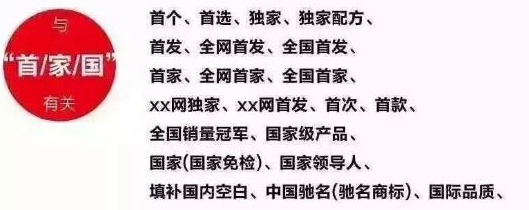 与
“首/家/国”
有关
首个、首选、独家、独家配方、
首发、全网首发、全国首发、
首家、全网首家、全国首家、
xx网独家、xx网首发、首次、首款、
全国销量冠军、国家级产品、
国家(国家免检)、国家领导人、
填补国内空白、中国驰名(驰名商标)、国际品质、